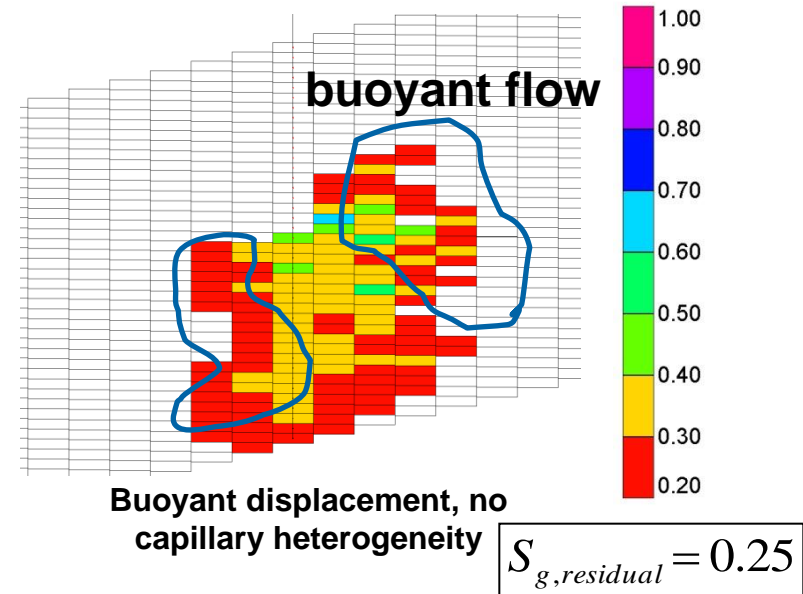 buoyant flow
1.00
0.90
0.80
0.70
0.60
0.50
0.40
0.30
0.20
Buoyant displacement, no
capillary heterogeneity
S_{g,residual} = 0.25